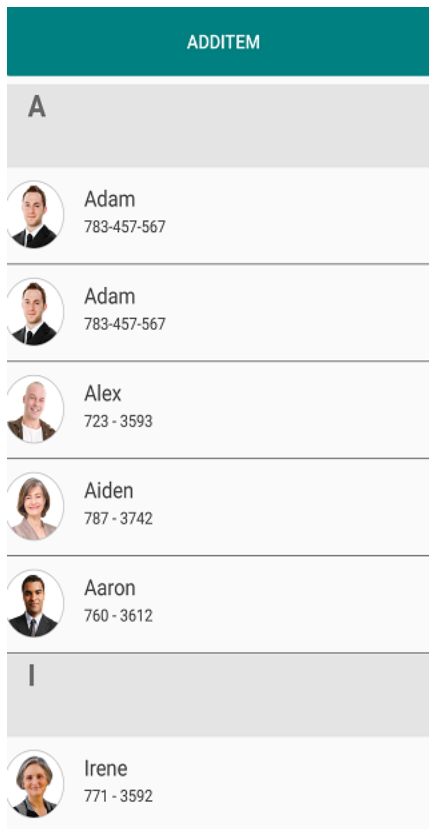 ADDITEM
A
Adam
783-457-567
Adam
783-457-567
Alex
723 - 3593
Aiden
787 - 3742
Aaron
760 - 3612
I
Irene
771 - 3592